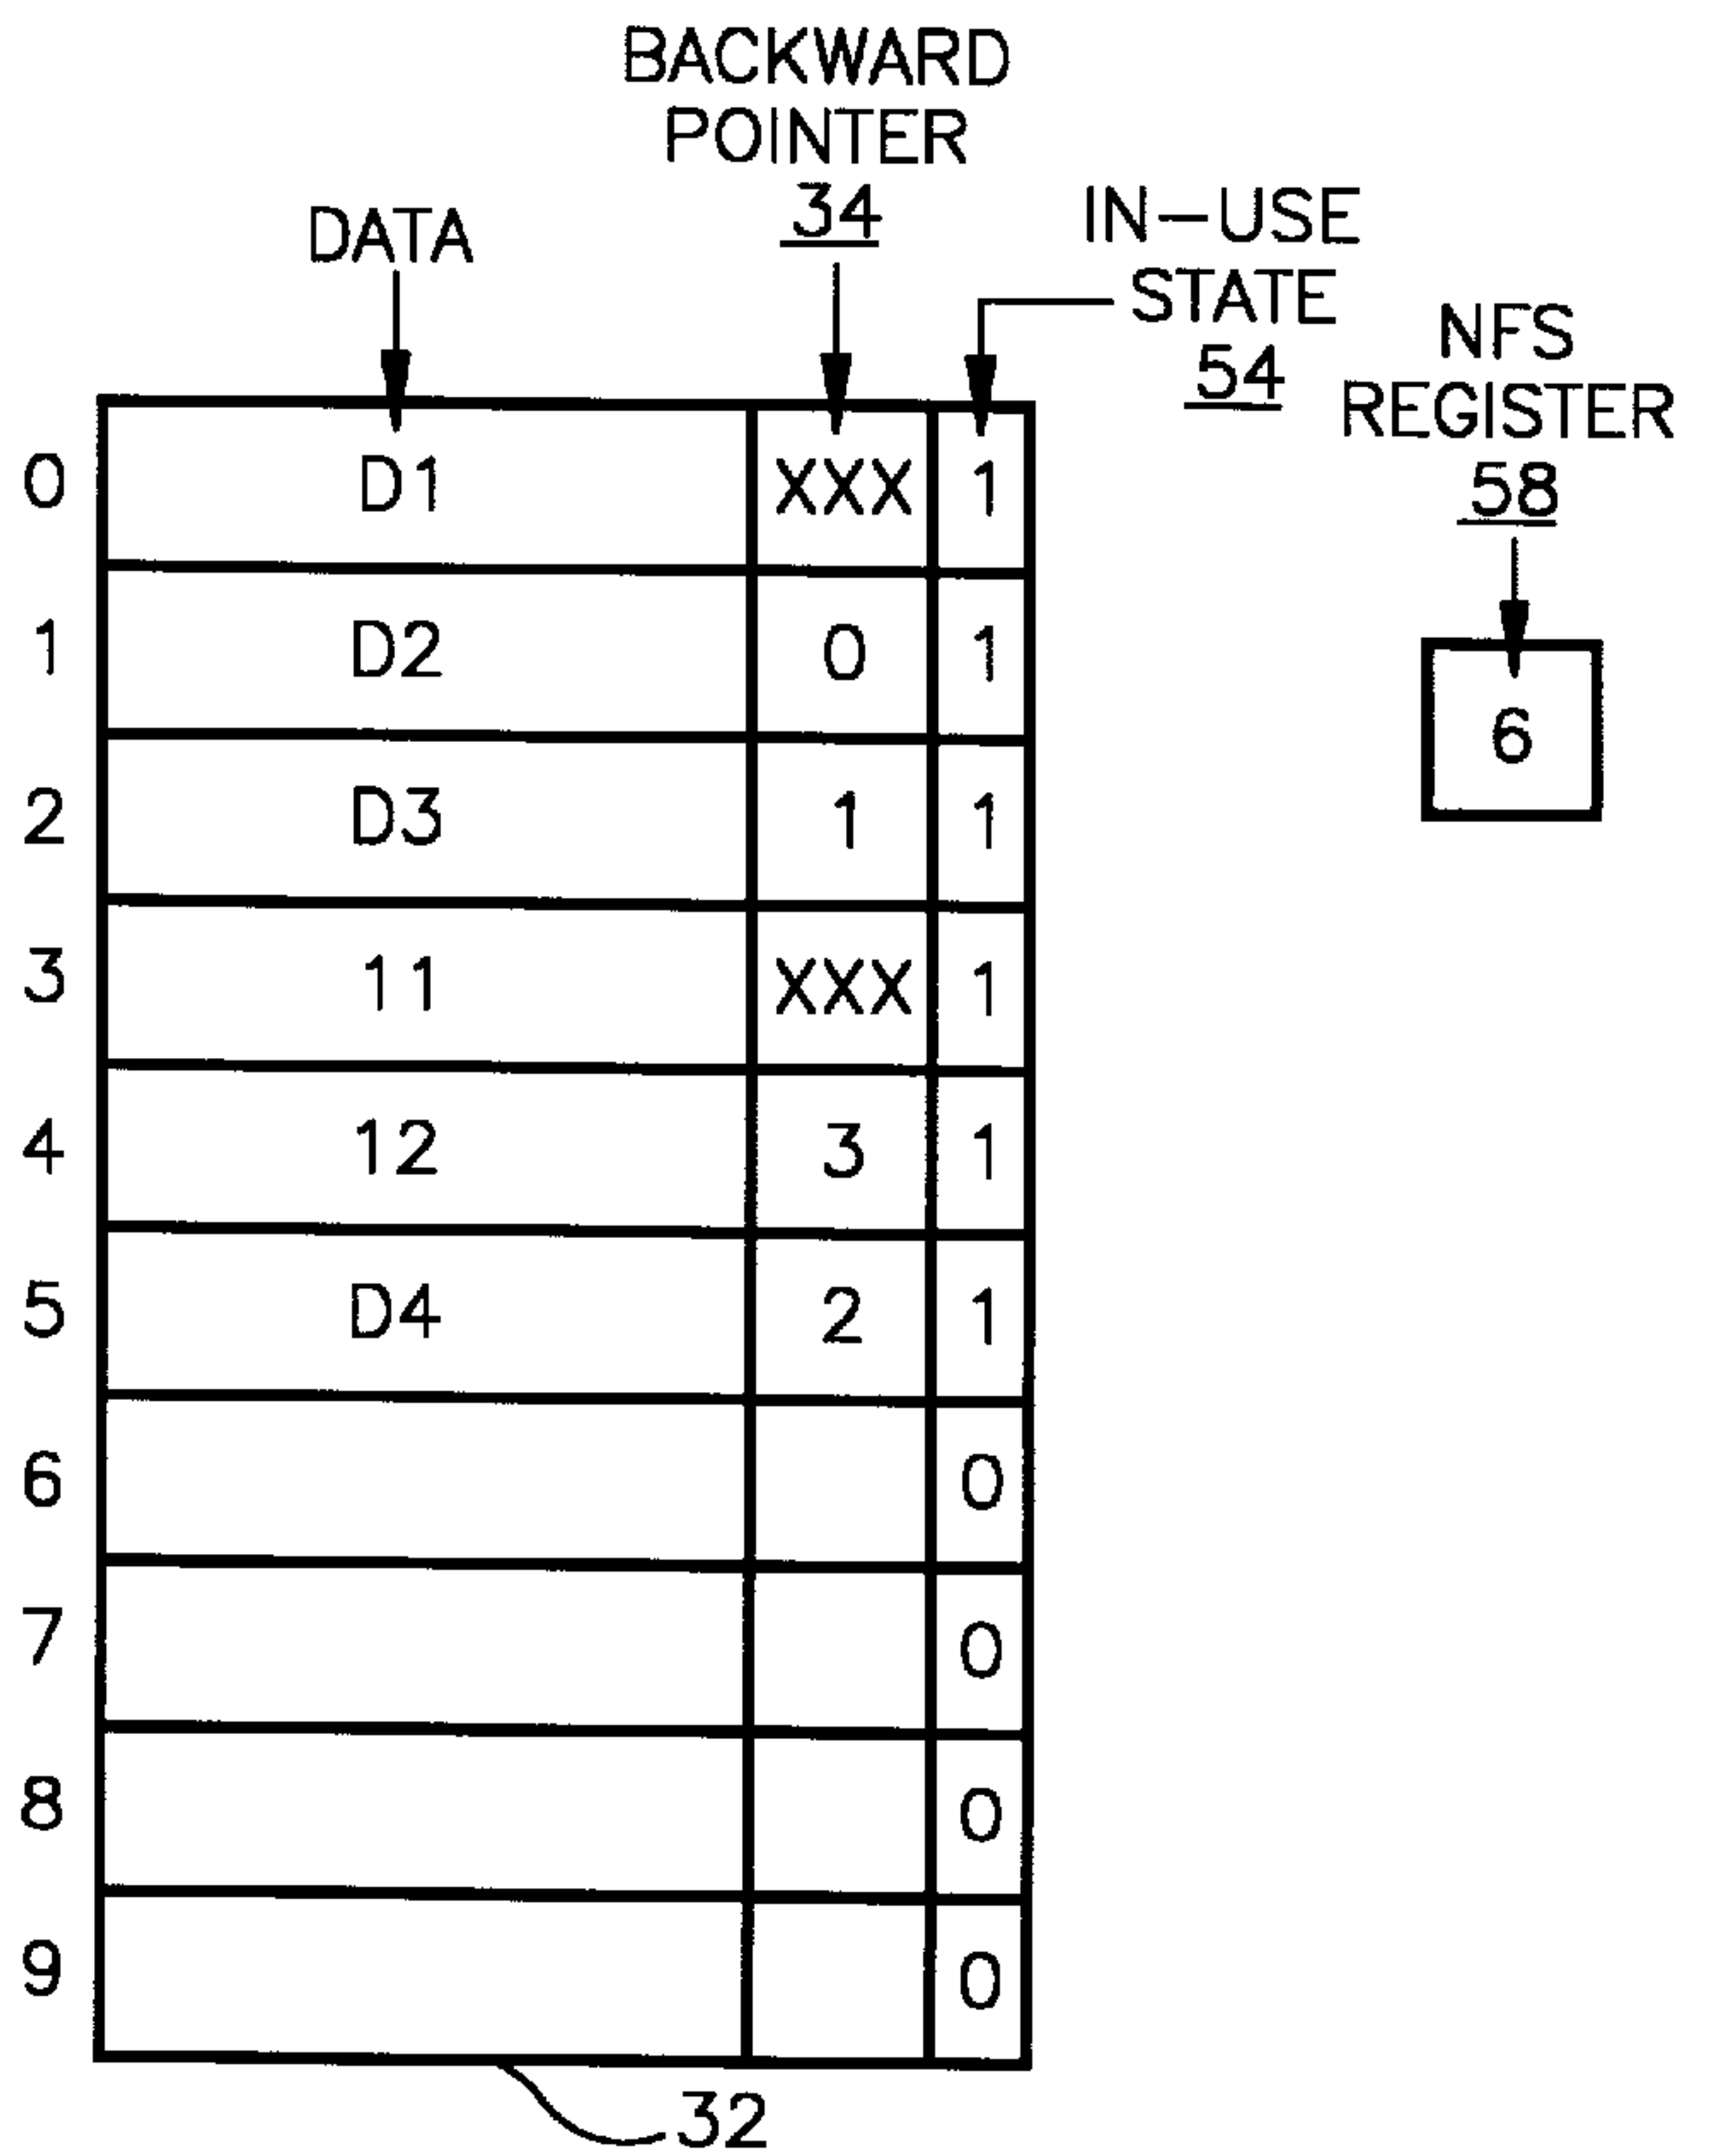 BACKWARD
POINTER
34
DATA
IN-USE
STATE
54
NFS
REGISTER
58
6
0 D1 XXX 1
1 D2 0 1
2 D3 1 1
3 11 XXX 1
4 12 3 1
5 D4 2 1
6 0
7 0
8 0
9 0
32